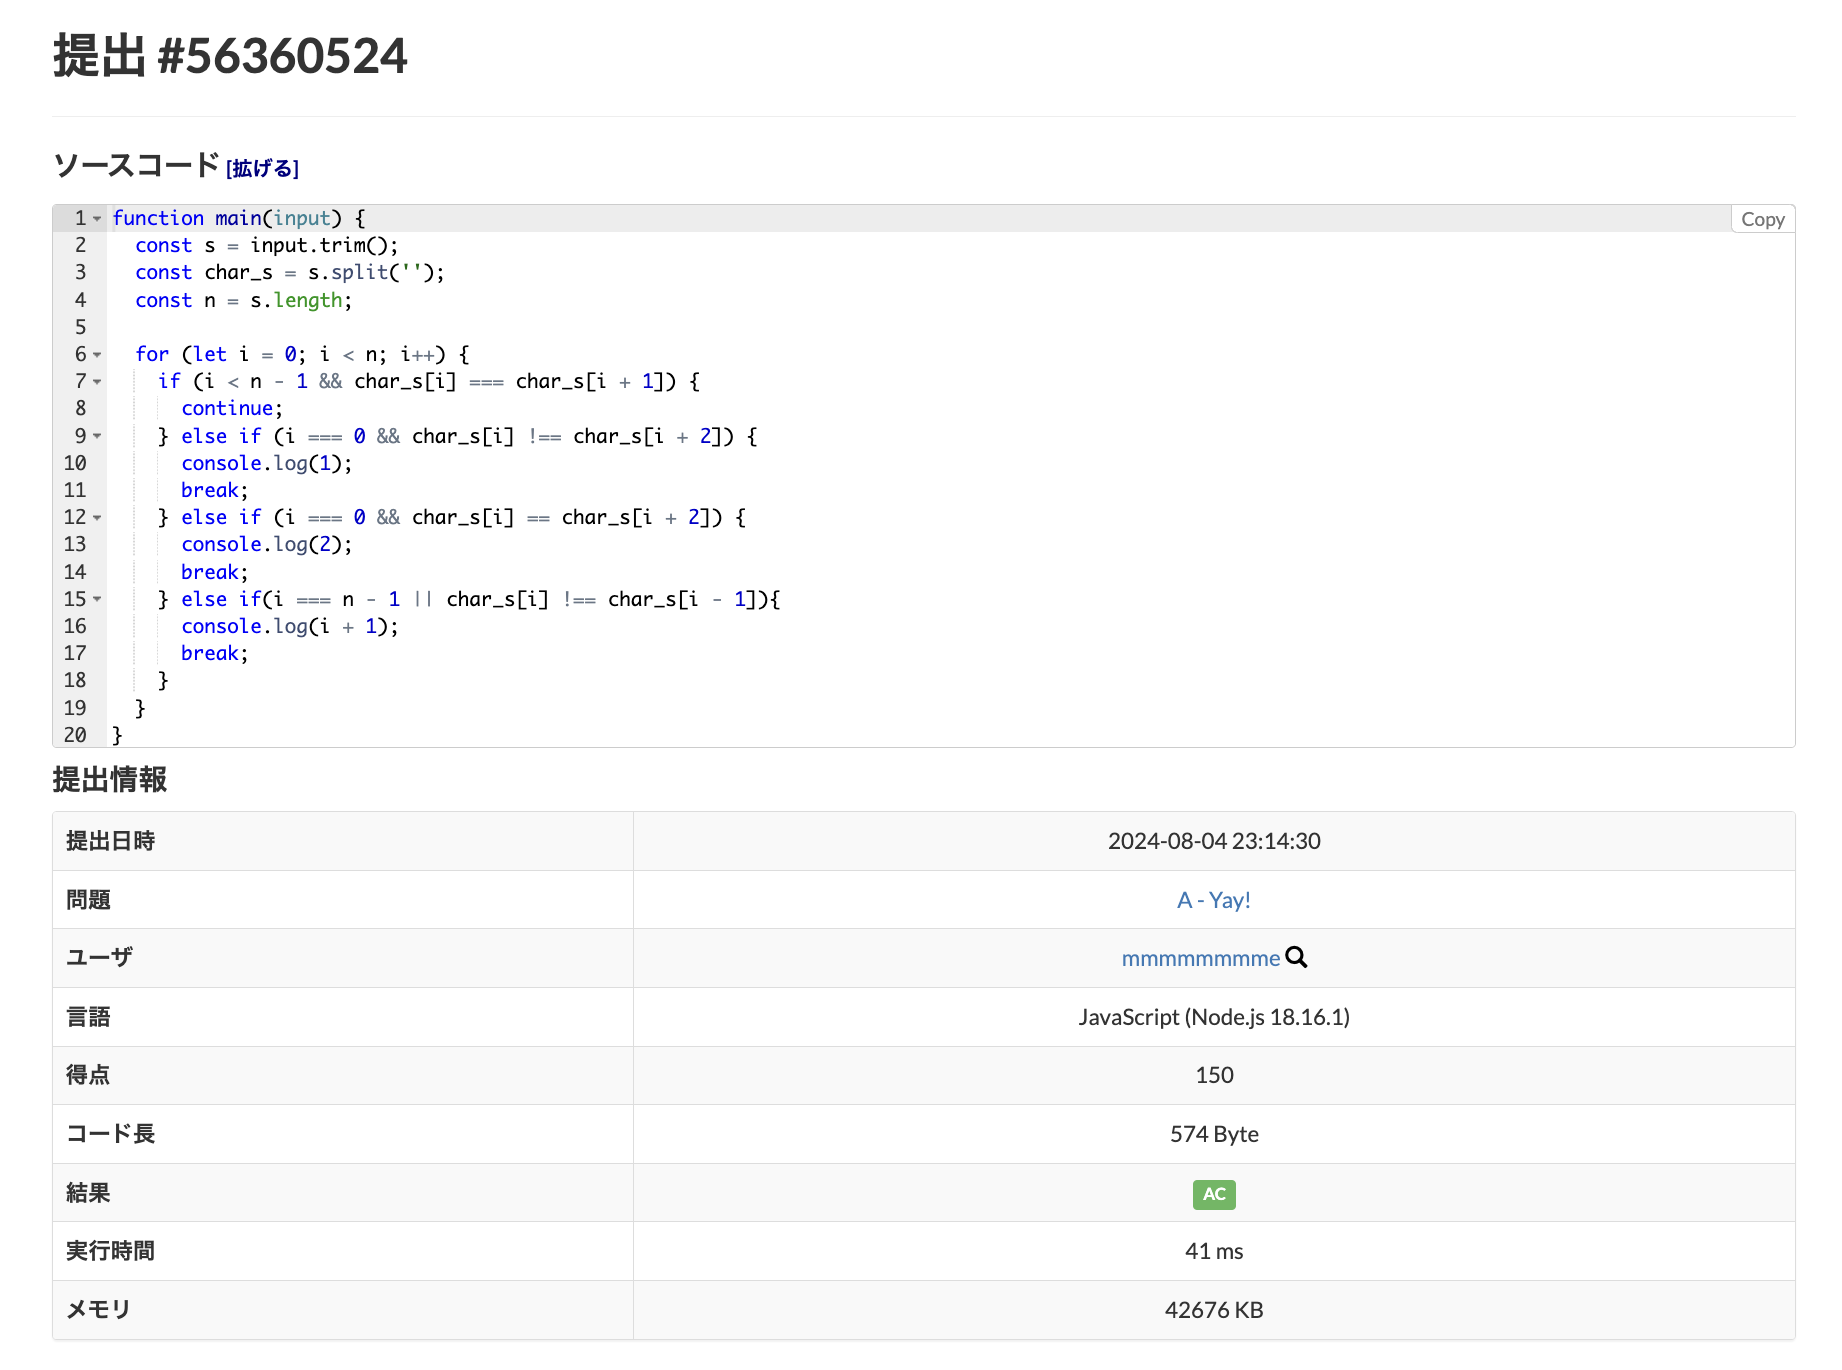 提出 #56360524
ソースコード [拡げる]
Copy
1 function main(input) {
2   const s = input.trim();
3   const char_s = s.split('');
4   const n = s.length;
5
6   for (let i = 0; i < n; i++) {
7     if (i < n - 1 && char_s[i] === char_s[i + 1]) {
8       continue;
9     } else if (i === 0 && char_s[i] !== char_s[i + 2]) {
10       console.log(1);
11       break;
12     } else if (i === 0 && char_s[i] == char_s[i + 2]) {
13       console.log(2);
14       break;
15     } else if(i === n - 1 || char_s[i] !== char_s[i - 1]){
16       console.log(i + 1);
17       break;
18     }
19   }
20 }
提出情報
提出日時 2024-08-04 23:14:30
問題 A - Yay!
ユーザ mmmmmmmme
言語 JavaScript (Node.js 18.16.1)
得点 150
コード長 574 Byte
結果 AC
実行時間 41 ms
メモリ 42676 KB